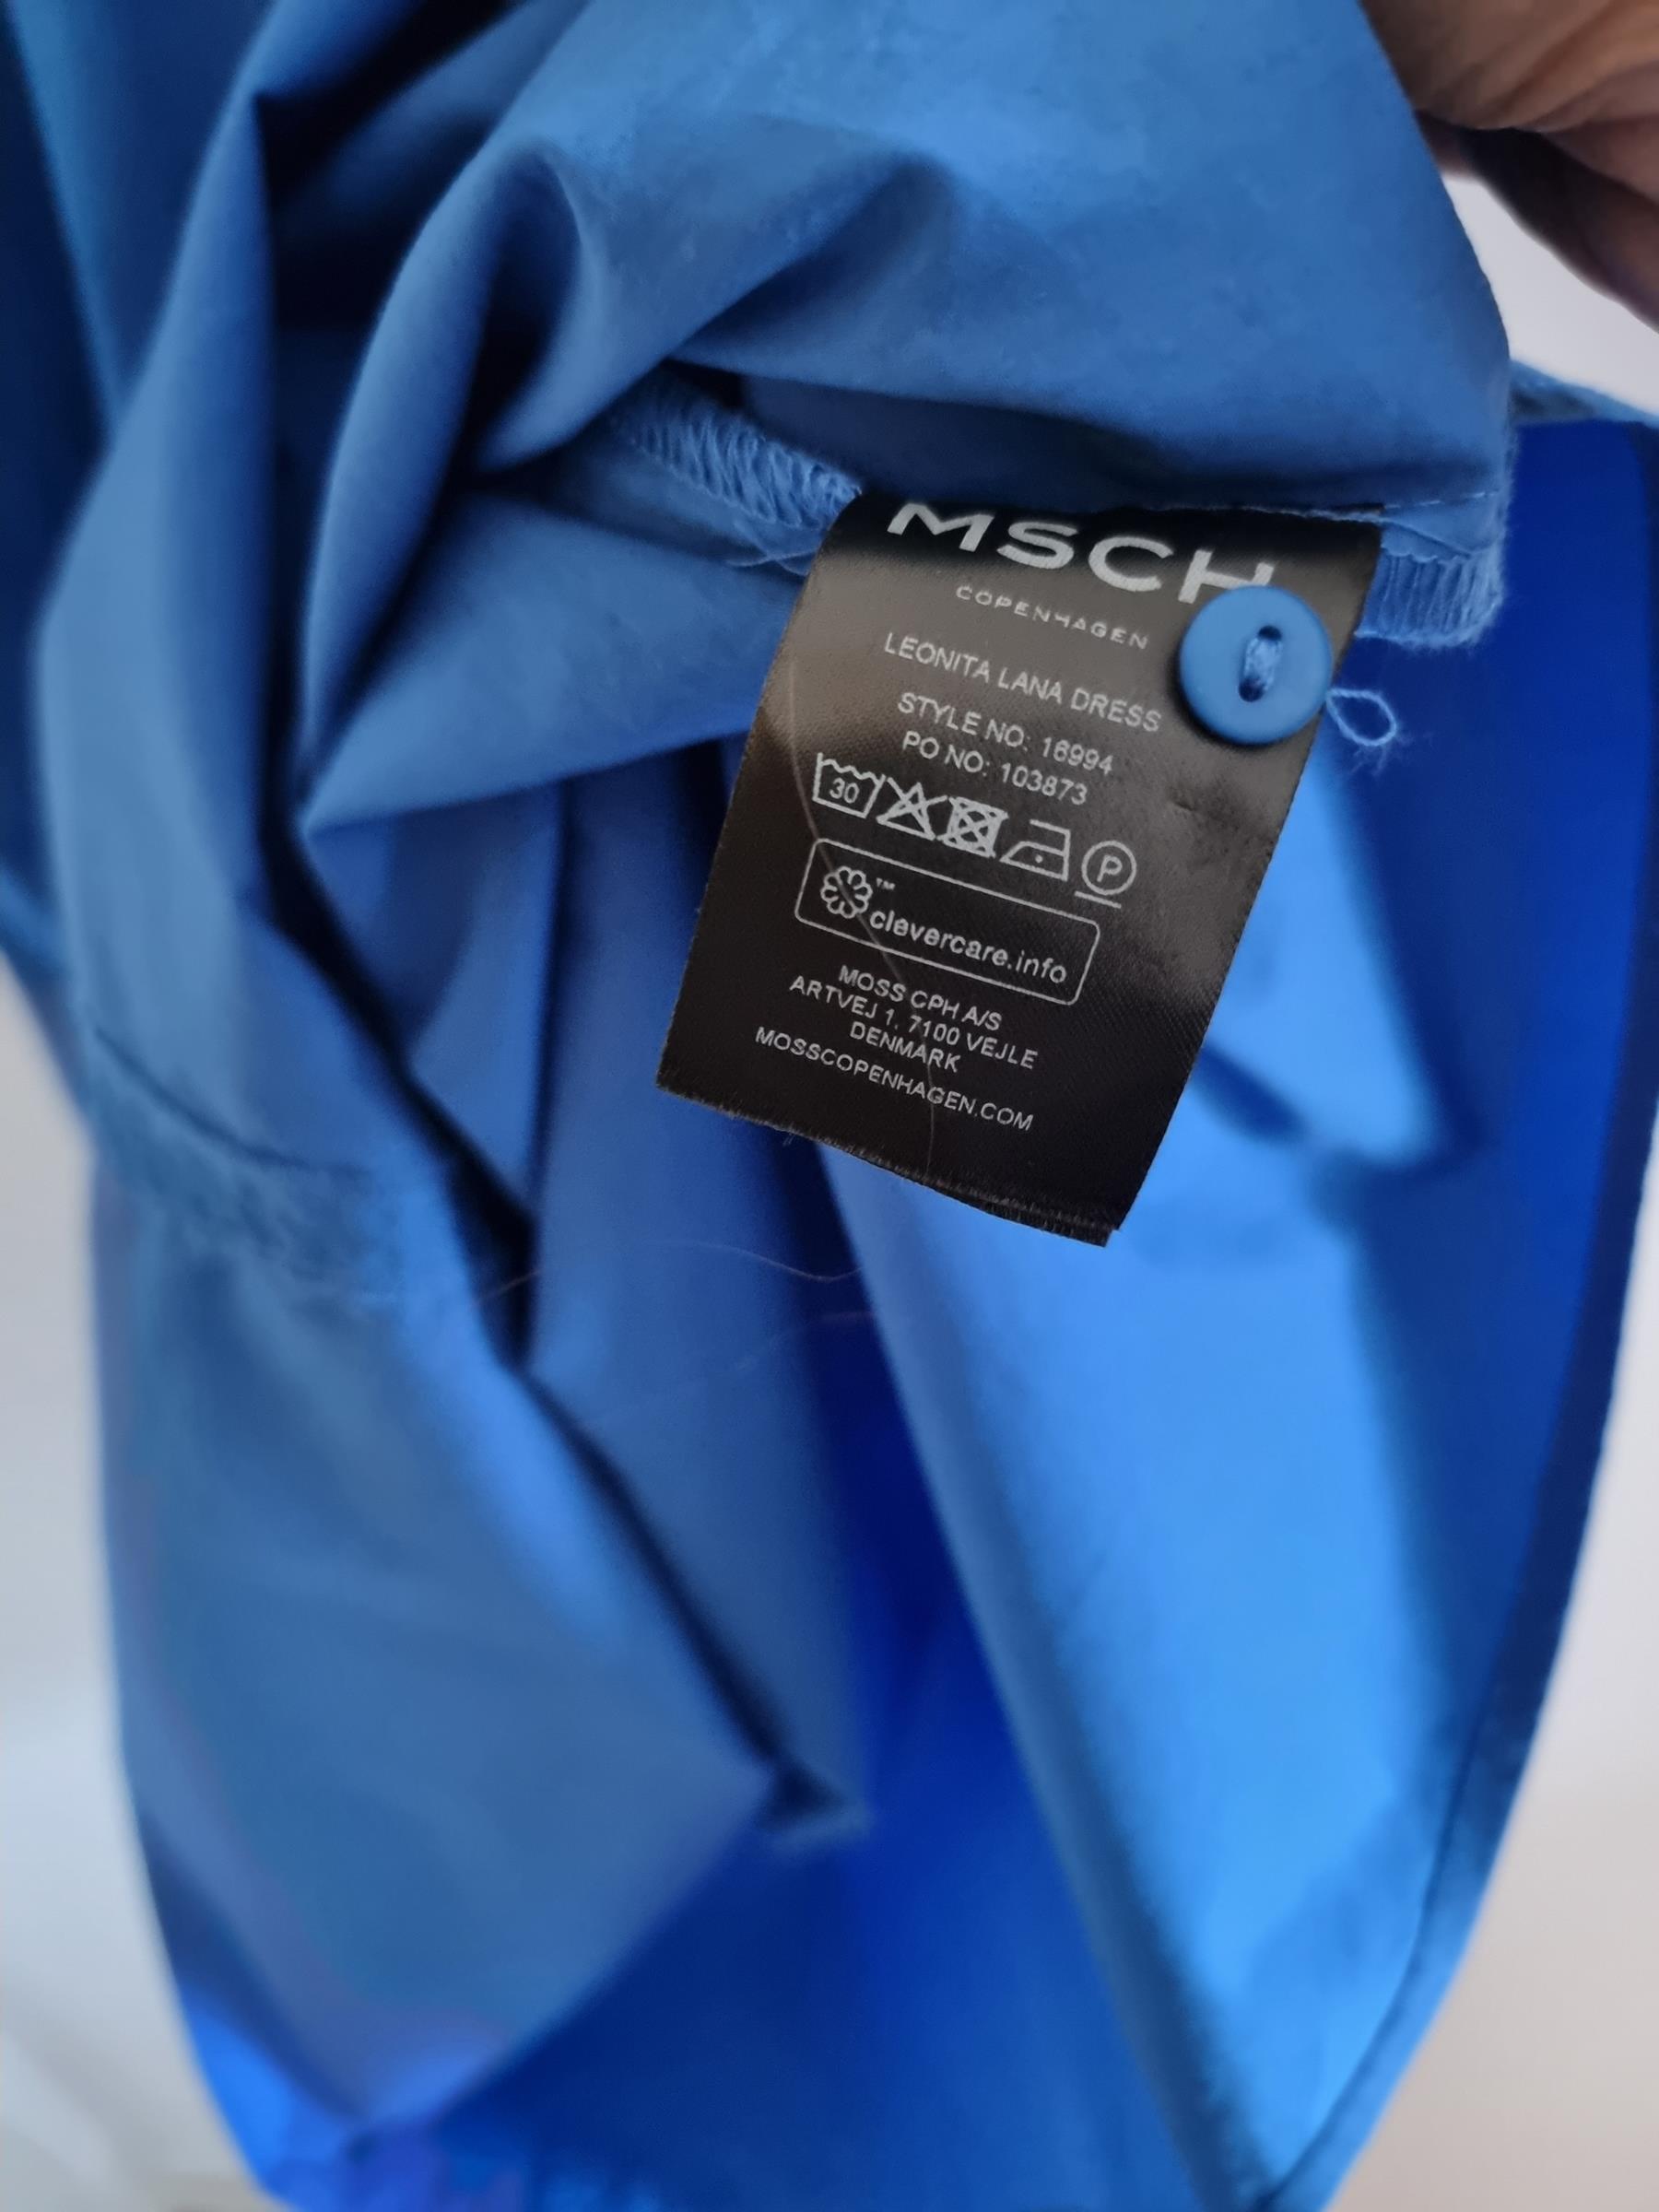 MSCH
COPENHAGEN
LEONITA LANA DRESS
STYLE NO: 16994
PO NO: 103873
30 P
™
clevercare.info
MOSS CPH A/S
ARTVEJ 1, 7100 VEJLE
DENMARK
MOSSCOPENHAGEN.COM